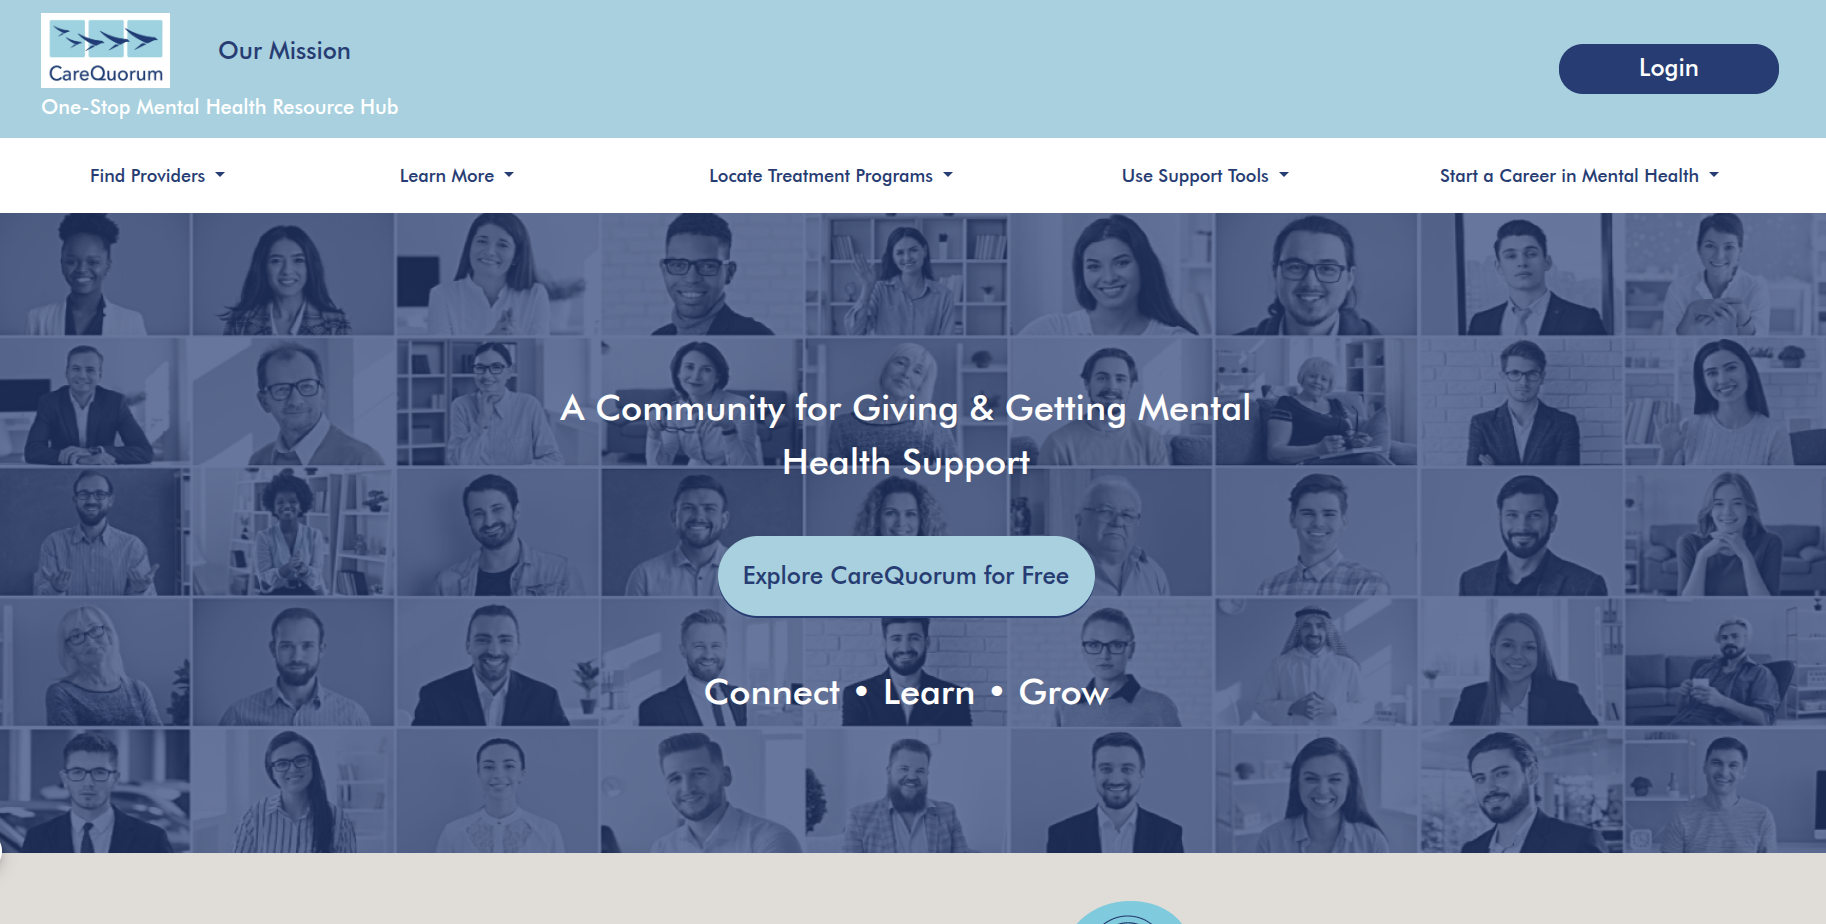 CareQuorum
Our Mission
Login
One-Stop Mental Health Resource Hub
Find Providers
Learn More
Locate Treatment Programs
Use Support Tools
Start a Career in Mental Health
A Community for Giving & Getting Mental
Health Support
Explore CareQuorum for Free
Connect • Learn • Grow